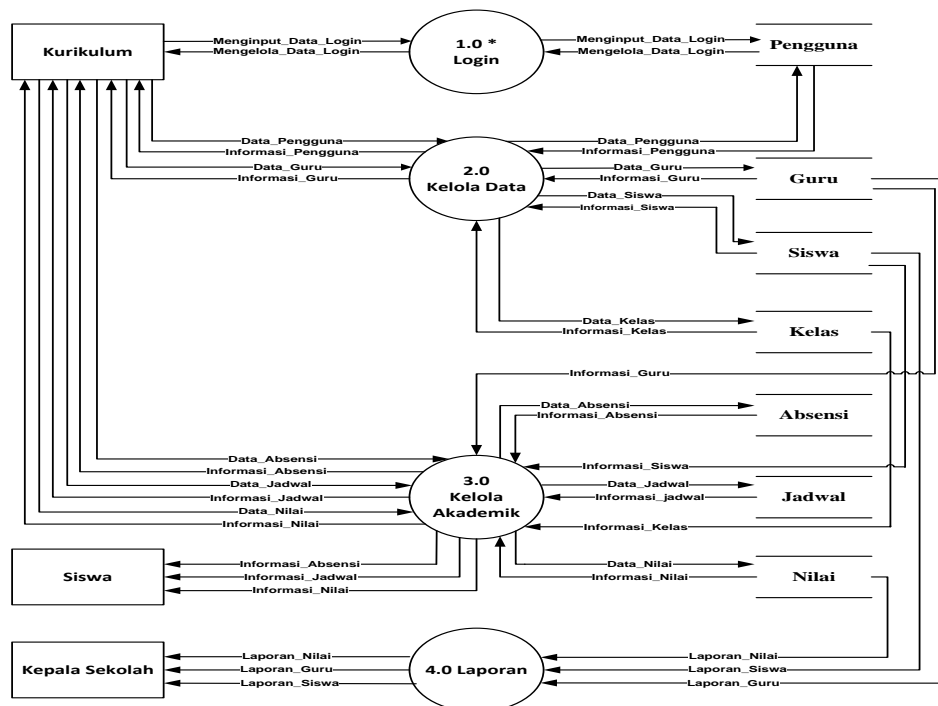 Kurikulum
Menginput_Data_Login
Mengelola_Data_Login
1.0 *
Login
Menginput_Data_Login
Mengelola_Data_Login
Pengguna
Data_Pengguna
Informasi_Pengguna
Data_Guru
Informasi_Guru
2.0
Kelola Data
Data_Pengguna
Informasi_Pengguna
Data_Guru
Informasi_Guru
Data_Siswa
Informasi_Siswa
Guru
Siswa
Data_Kelas
Informasi_Kelas
Kelas
Informasi_Guru
Data_Absensi
Informasi_Absensi
Absensi
Data_Absensi
Informasi_Absensi
Data_Jadwal
Informasi_Jadwal
Data_Nilai
Informasi_Nilai
3.0
Kelola
Akademik
Informasi_Siswa
Data_Jadwal
Informasi_jadwal
Informasi_Kelas
Jadwal
Siswa
Informasi_Absensi
Informasi_Jadwal
Informasi_Nilai
Data_Nilai
Informasi_Nilai
Nilai
Kepala Sekolah
Laporan_Nilai
Laporan_Guru
Laporan_Siswa
4.0 Laporan
Laporan_Nilai
Laporan_Siswa
Laporan_Guru